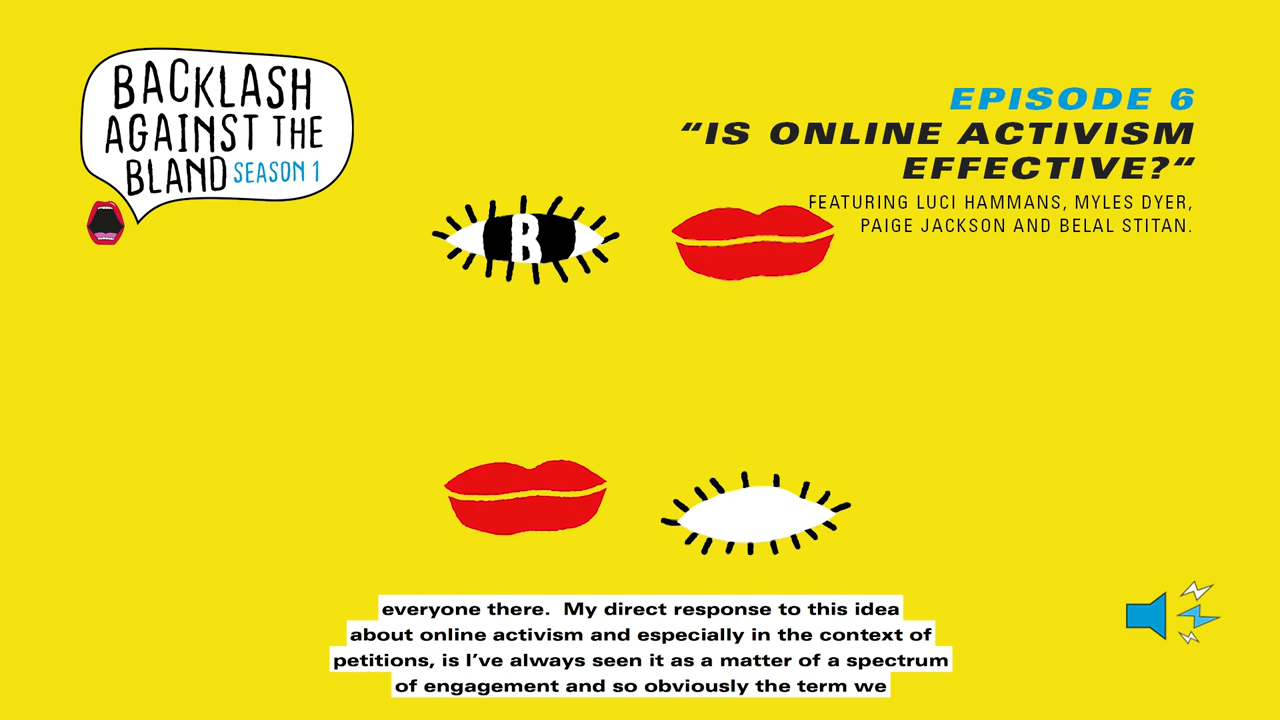 BACKLASH
AGAINST THE
BLAND SEASON 1
EPISODE 6
“IS ONLINE ACTIVISM
EFFECTIVE?“
FEATURING LUCI HAMMANS, MYLES DYER,
PAIGE JACKSON AND BELAL STITAN.
B
everyone there.  My direct response to this idea
about online activism and especially in the context of
petitions, is I’ve always seen it as a matter of a spectrum
of engagement and so obviously the term we